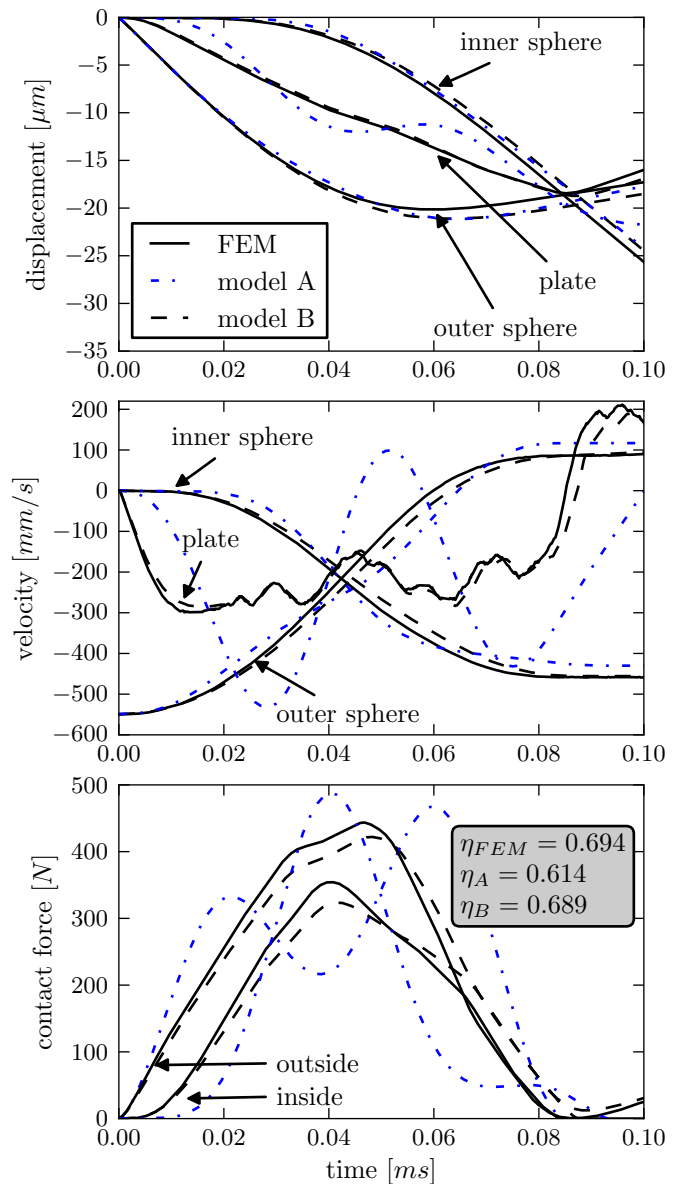 0
−5
−10
−15
−20
−25
−30
−35
displacement [μm]
inner sphere
FEM
model A
model B
plate
outer sphere
0.00 0.02 0.04 0.06 0.08 0.10
200
100
0
−100
−200
−300
−400
−500
−600
velocity [mm/s]
inner sphere
plate
outer sphere
0.00 0.02 0.04 0.06 0.08 0.10
500
400
300
200
100
0
contact force [N]
η_FEM = 0.694
η_A = 0.614
η_B = 0.689
outside
inside
0.00 0.02 0.04 0.06 0.08 0.10
time [ms]